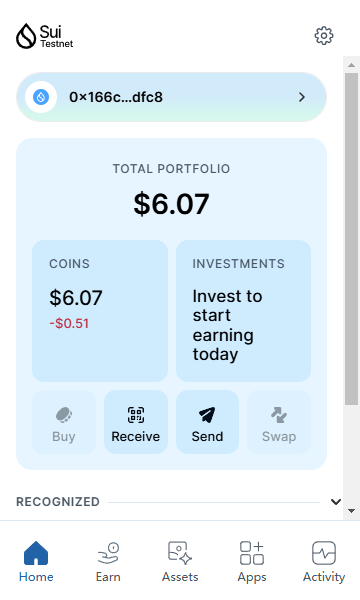 Sui
Testnet
0×166c...dfc8
TOTAL PORTFOLIO
$6.07
COINS
$6.07
-$0.51
INVESTMENTS
Invest to
start
earning
today
Buy
Receive
Send
Swap
RECOGNIZED
Home
Earn
Assets
Apps
Activity